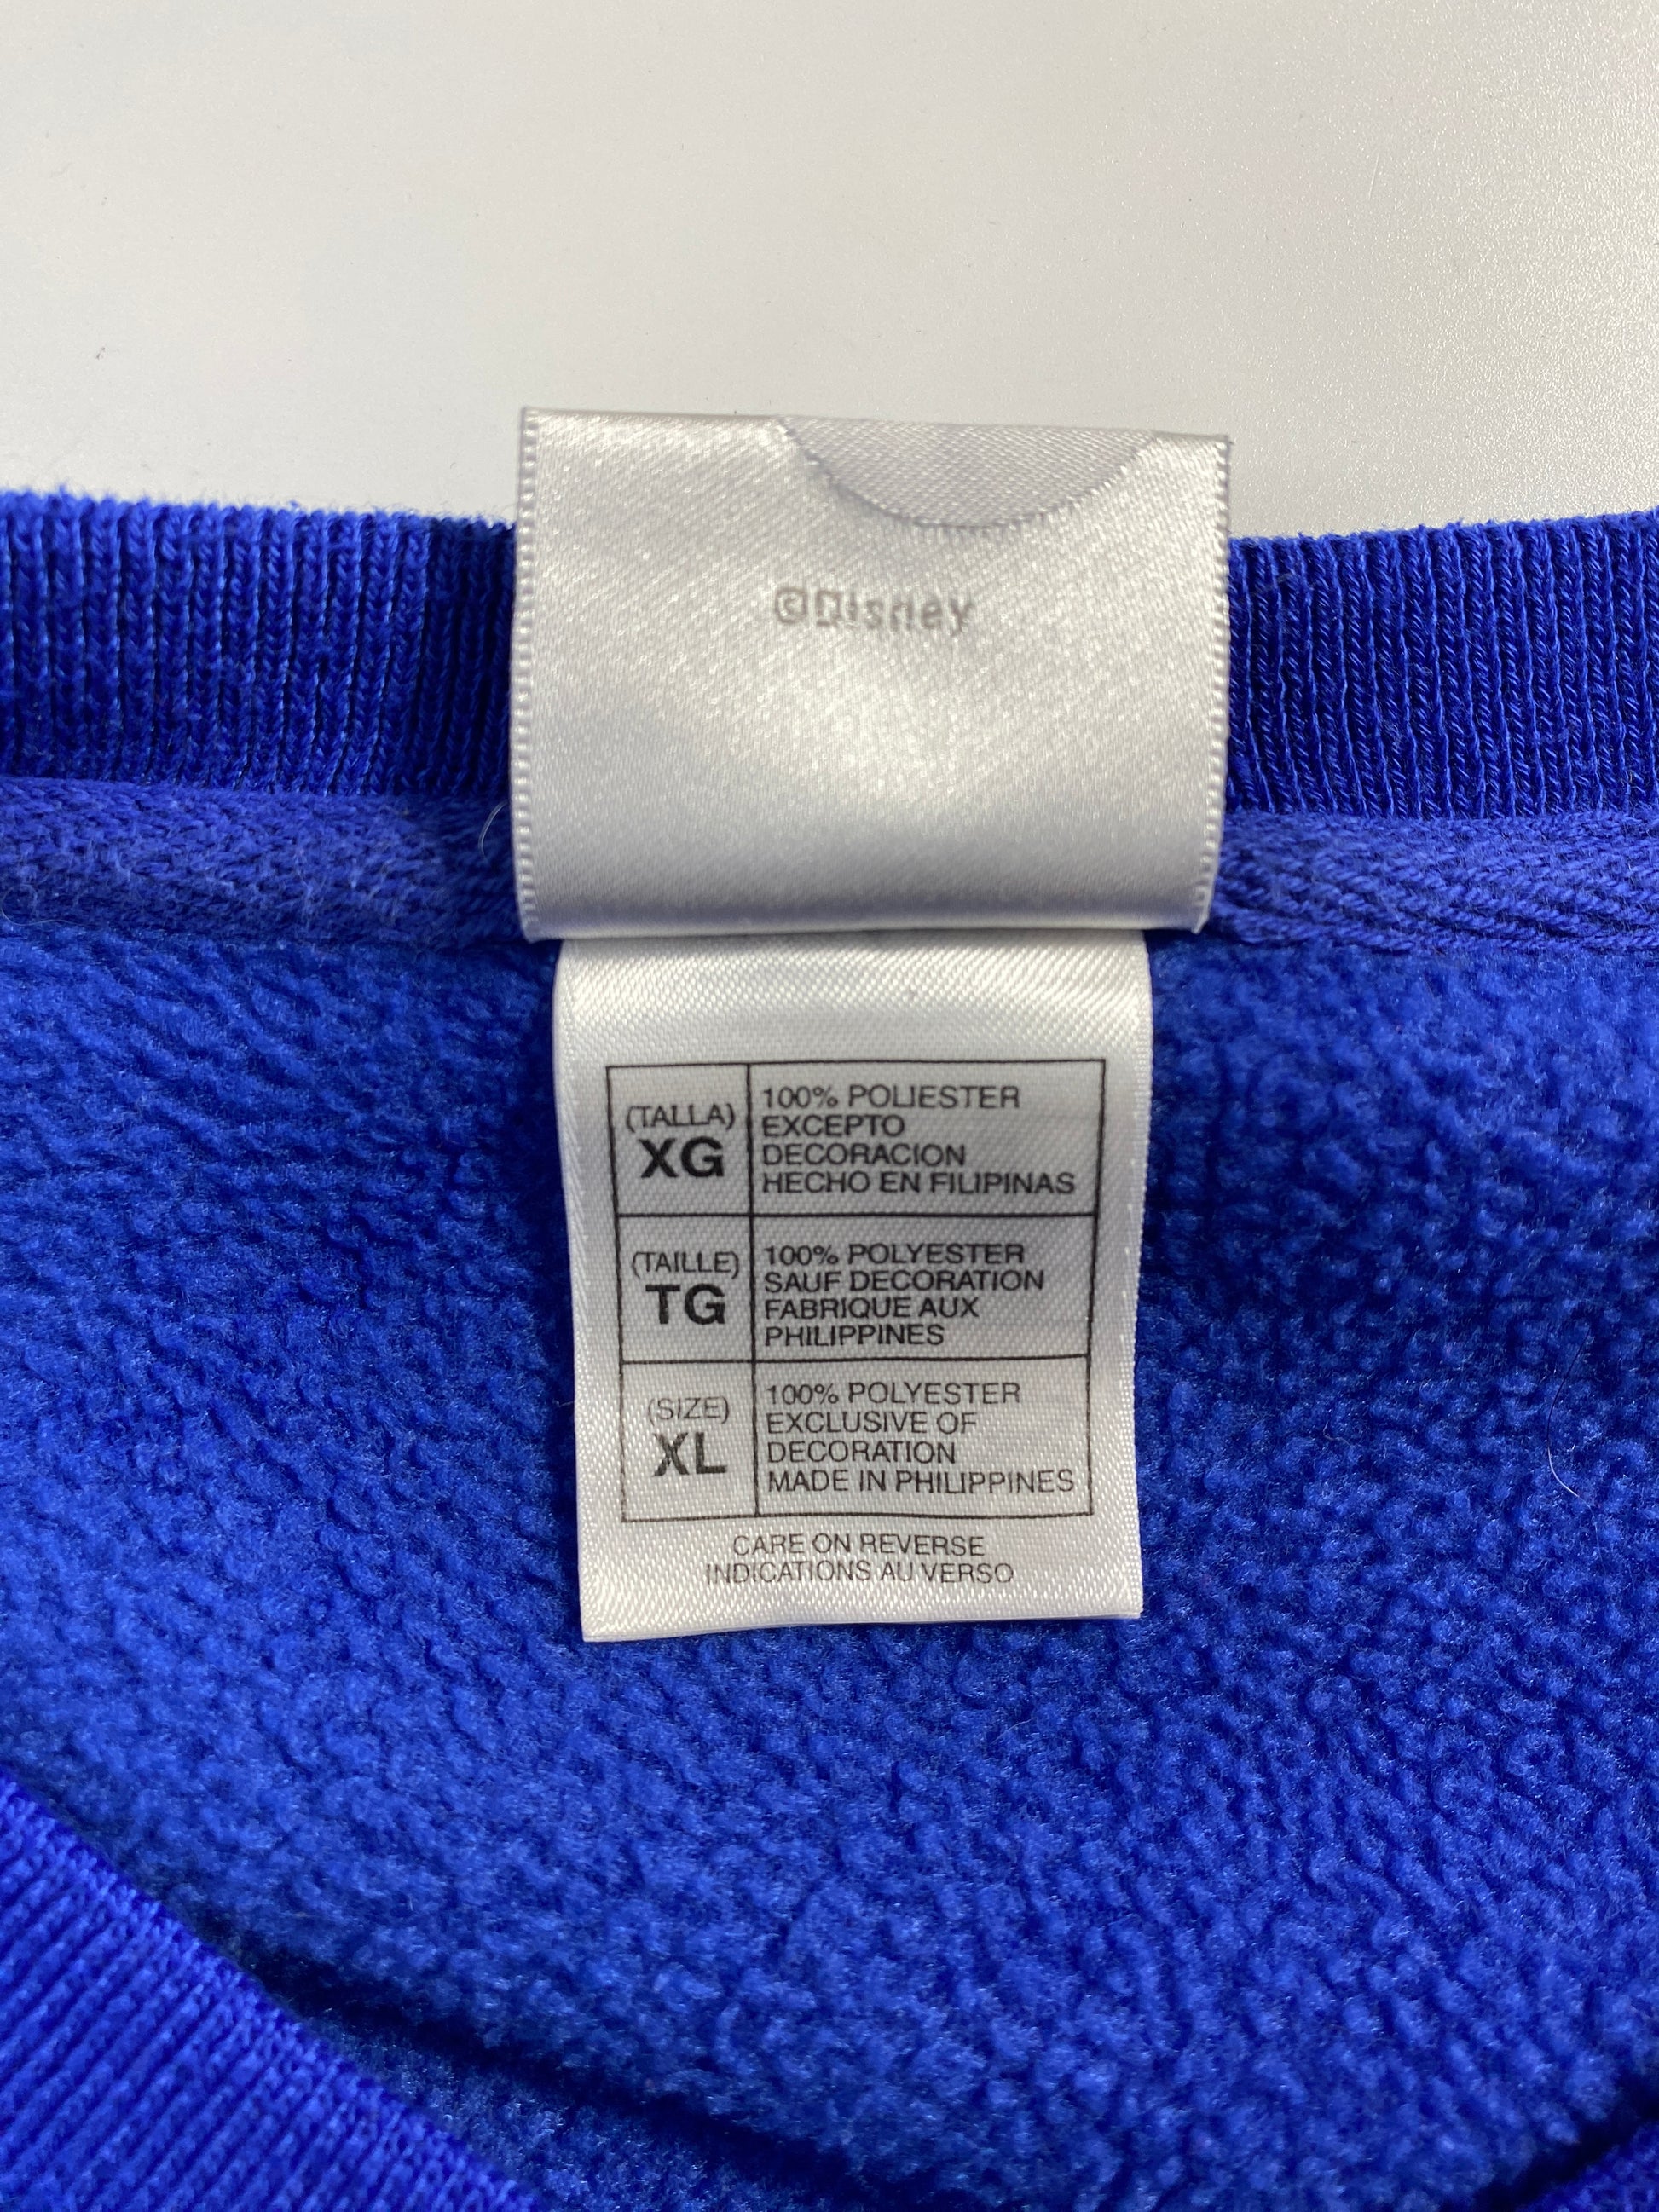 ©Disney
(TALLA)
XG
100% POLIESTER
EXCEPTO
DECORACION
HECHO EN FILIPINAS
(TAILLE)
TG
100% POLYESTER
SAUF DECORATION
FABRIQUE AUX
PHILIPPINES
(SIZE)
XL
100% POLYESTER
EXCLUSIVE OF
DECORATION
MADE IN PHILIPPINES
CARE ON REVERSE
INDICATIONS AU VERSO